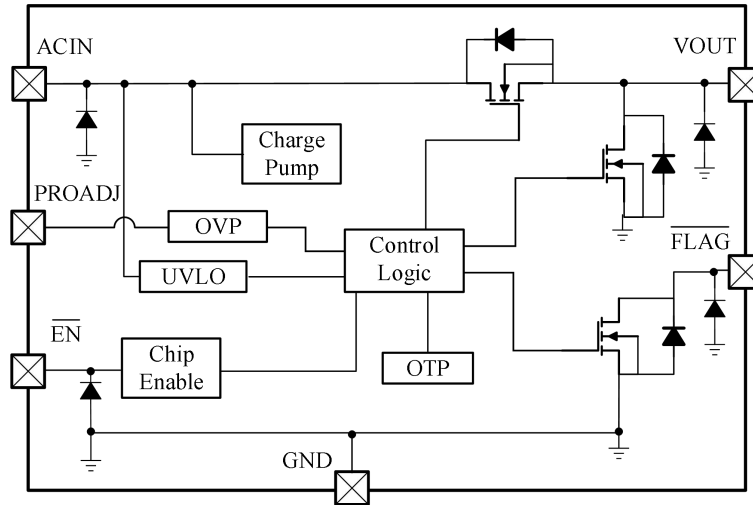 ACIN
VOUT
Charge
Pump
PROADJ
OVP
Control
Logic
FLAG
UVLO
EN
Chip
Enable
OTP
GND